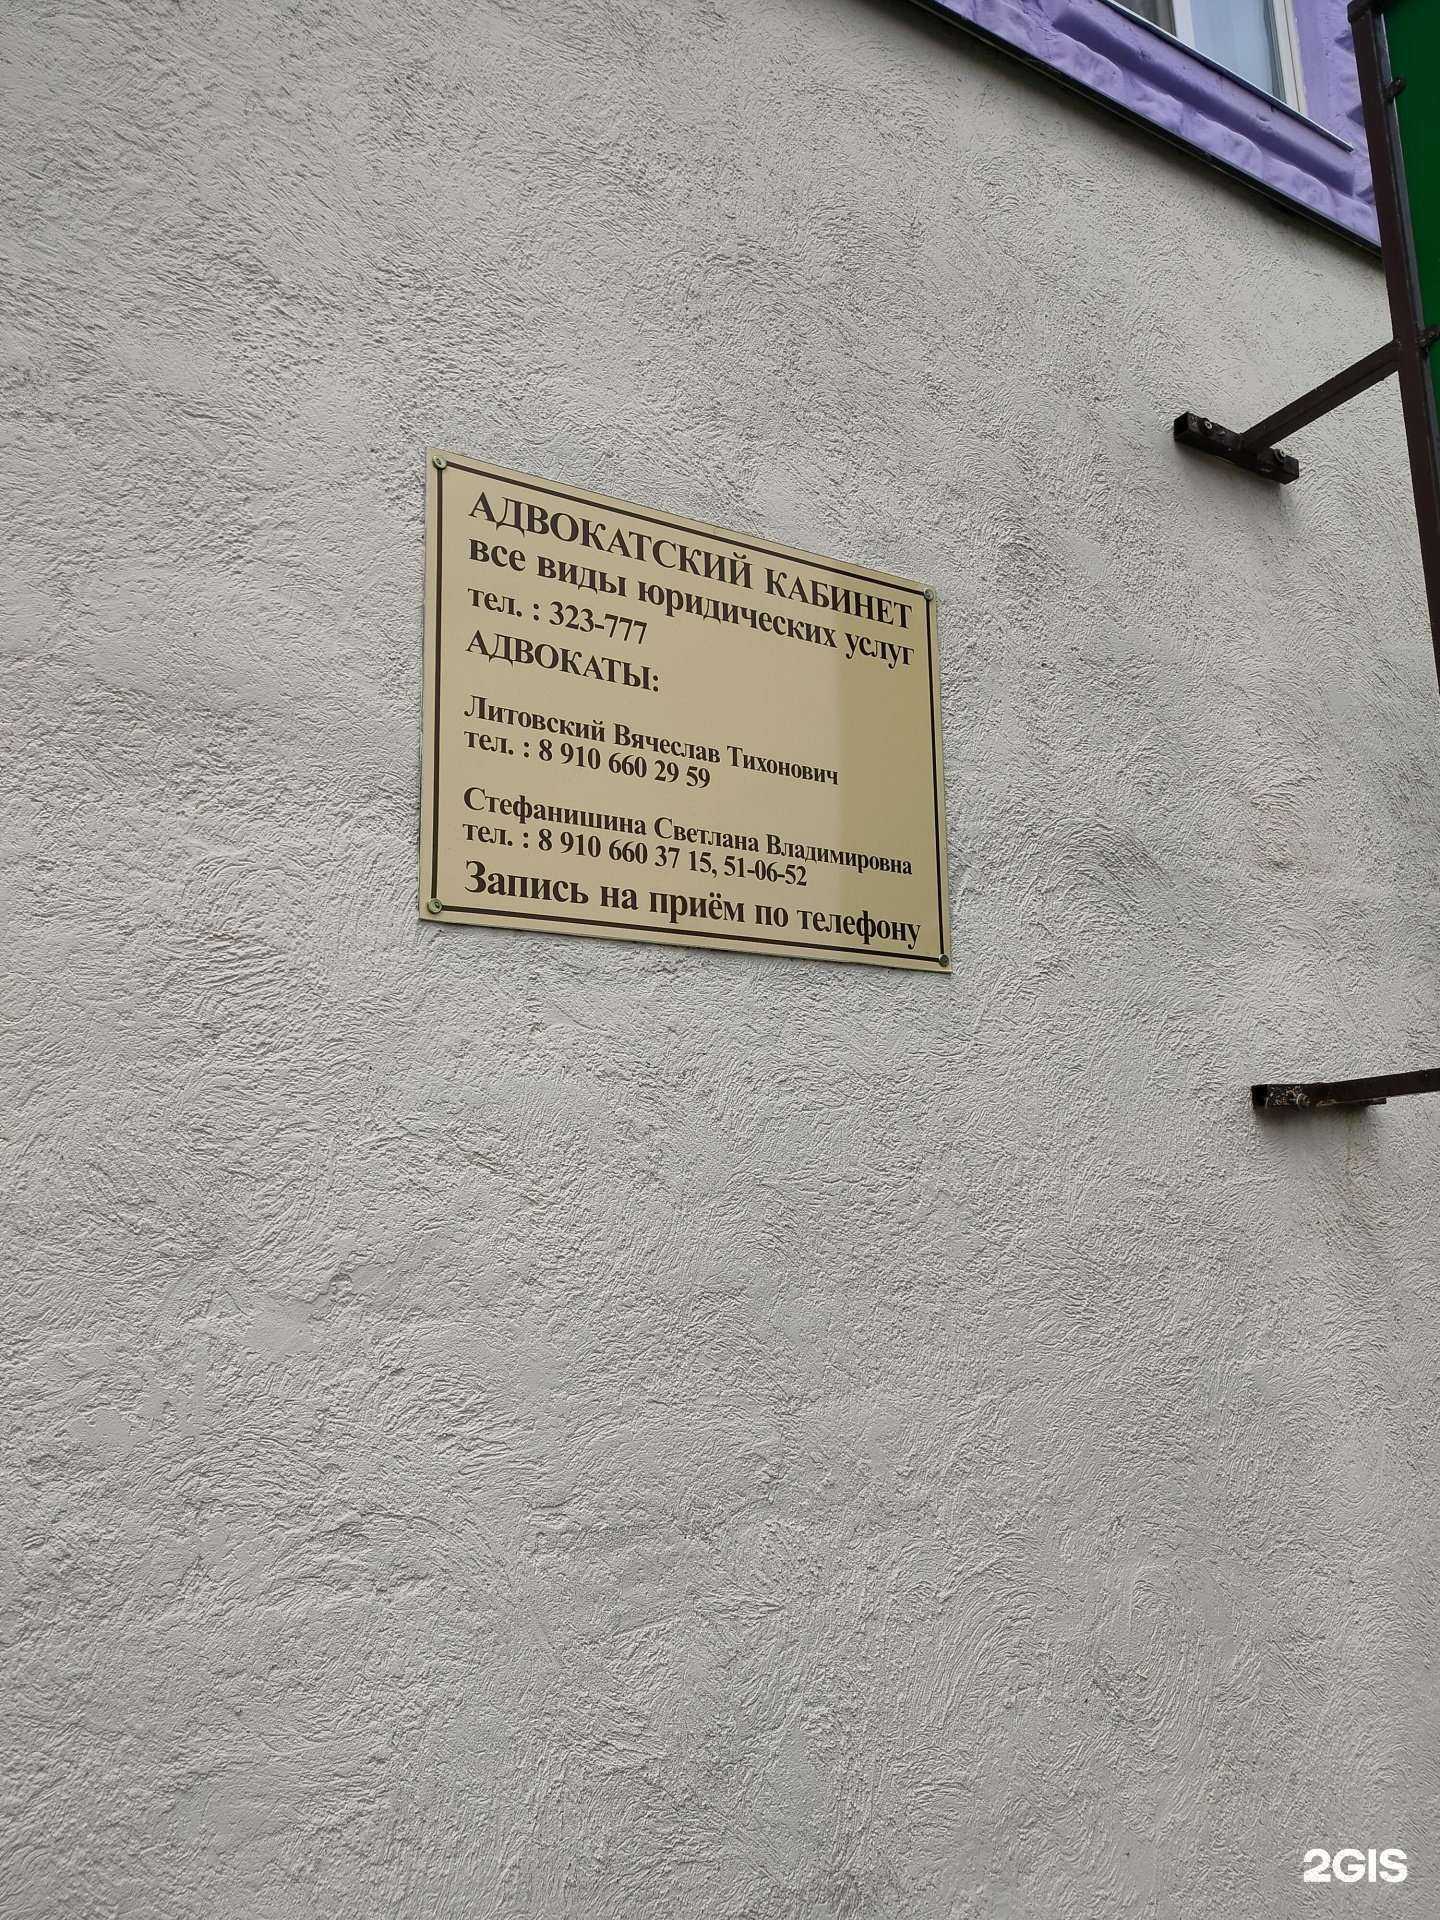 АДВОКАТСКИЙ КАБИНЕТ
все виды юридических услуг
тел. : 323-777
АДВОКАТЫ:
Литовский Вячеслав Тихонович
тел. : 8 910 660 29 59
Стефанишина Светлана Владимировна
тел. : 8 910 660 37 15, 51-06-52
Запись на приём по телефону
2GIS